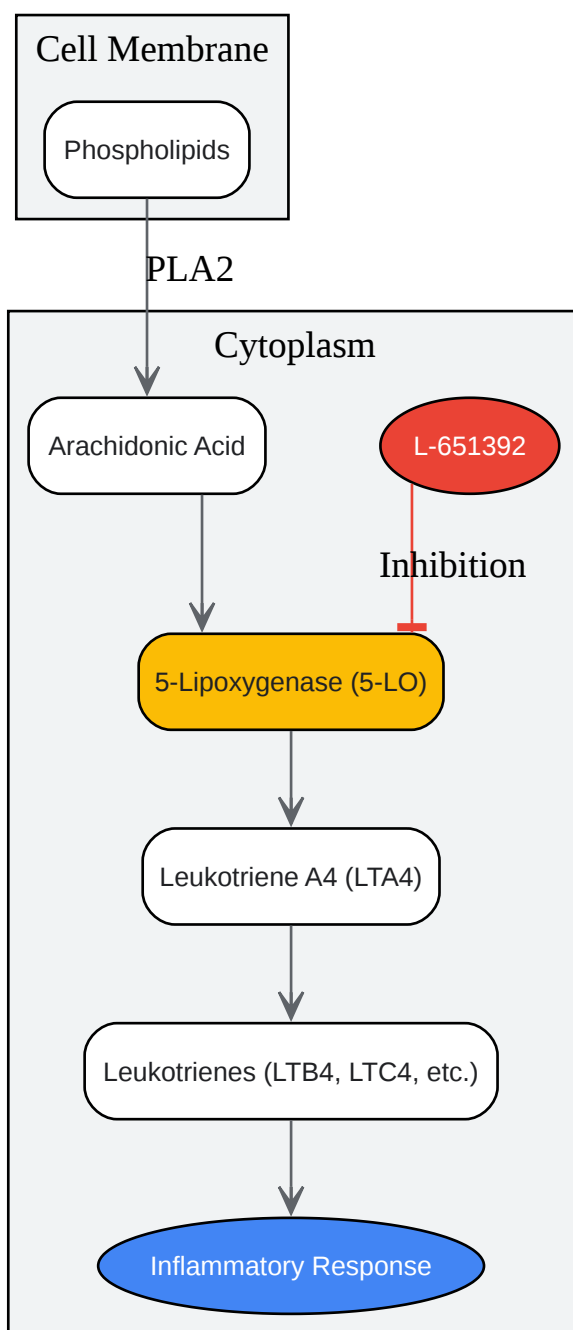 Cell Membrane
Phospholipids
PLA2
Cytoplasm
Arachidonic Acid
L-651392
Inhibition
5-Lipoxygenase (5-LO)
Leukotriene A4 (LTA4)
Leukotrienes (LTB4, LTC4, etc.)
Inflammatory Response